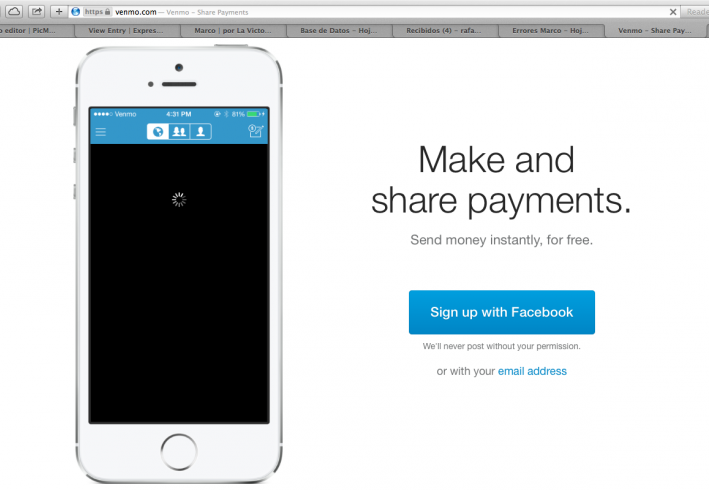 https venmo.com — Venmo – Share Payments
Reade
o editor | PicM...
View Entry | Expres...
Marco | por La Victo...
Base de Datos – Hoj...
Recibidos (4) – rafa...
Errores Marco – Hoj...
Venmo – Share Pay...
Venmo 4:31 PM 81%
Make and
share payments.
Send money instantly, for free.
Sign up with Facebook
We'll never post without your permission.
or with your email address